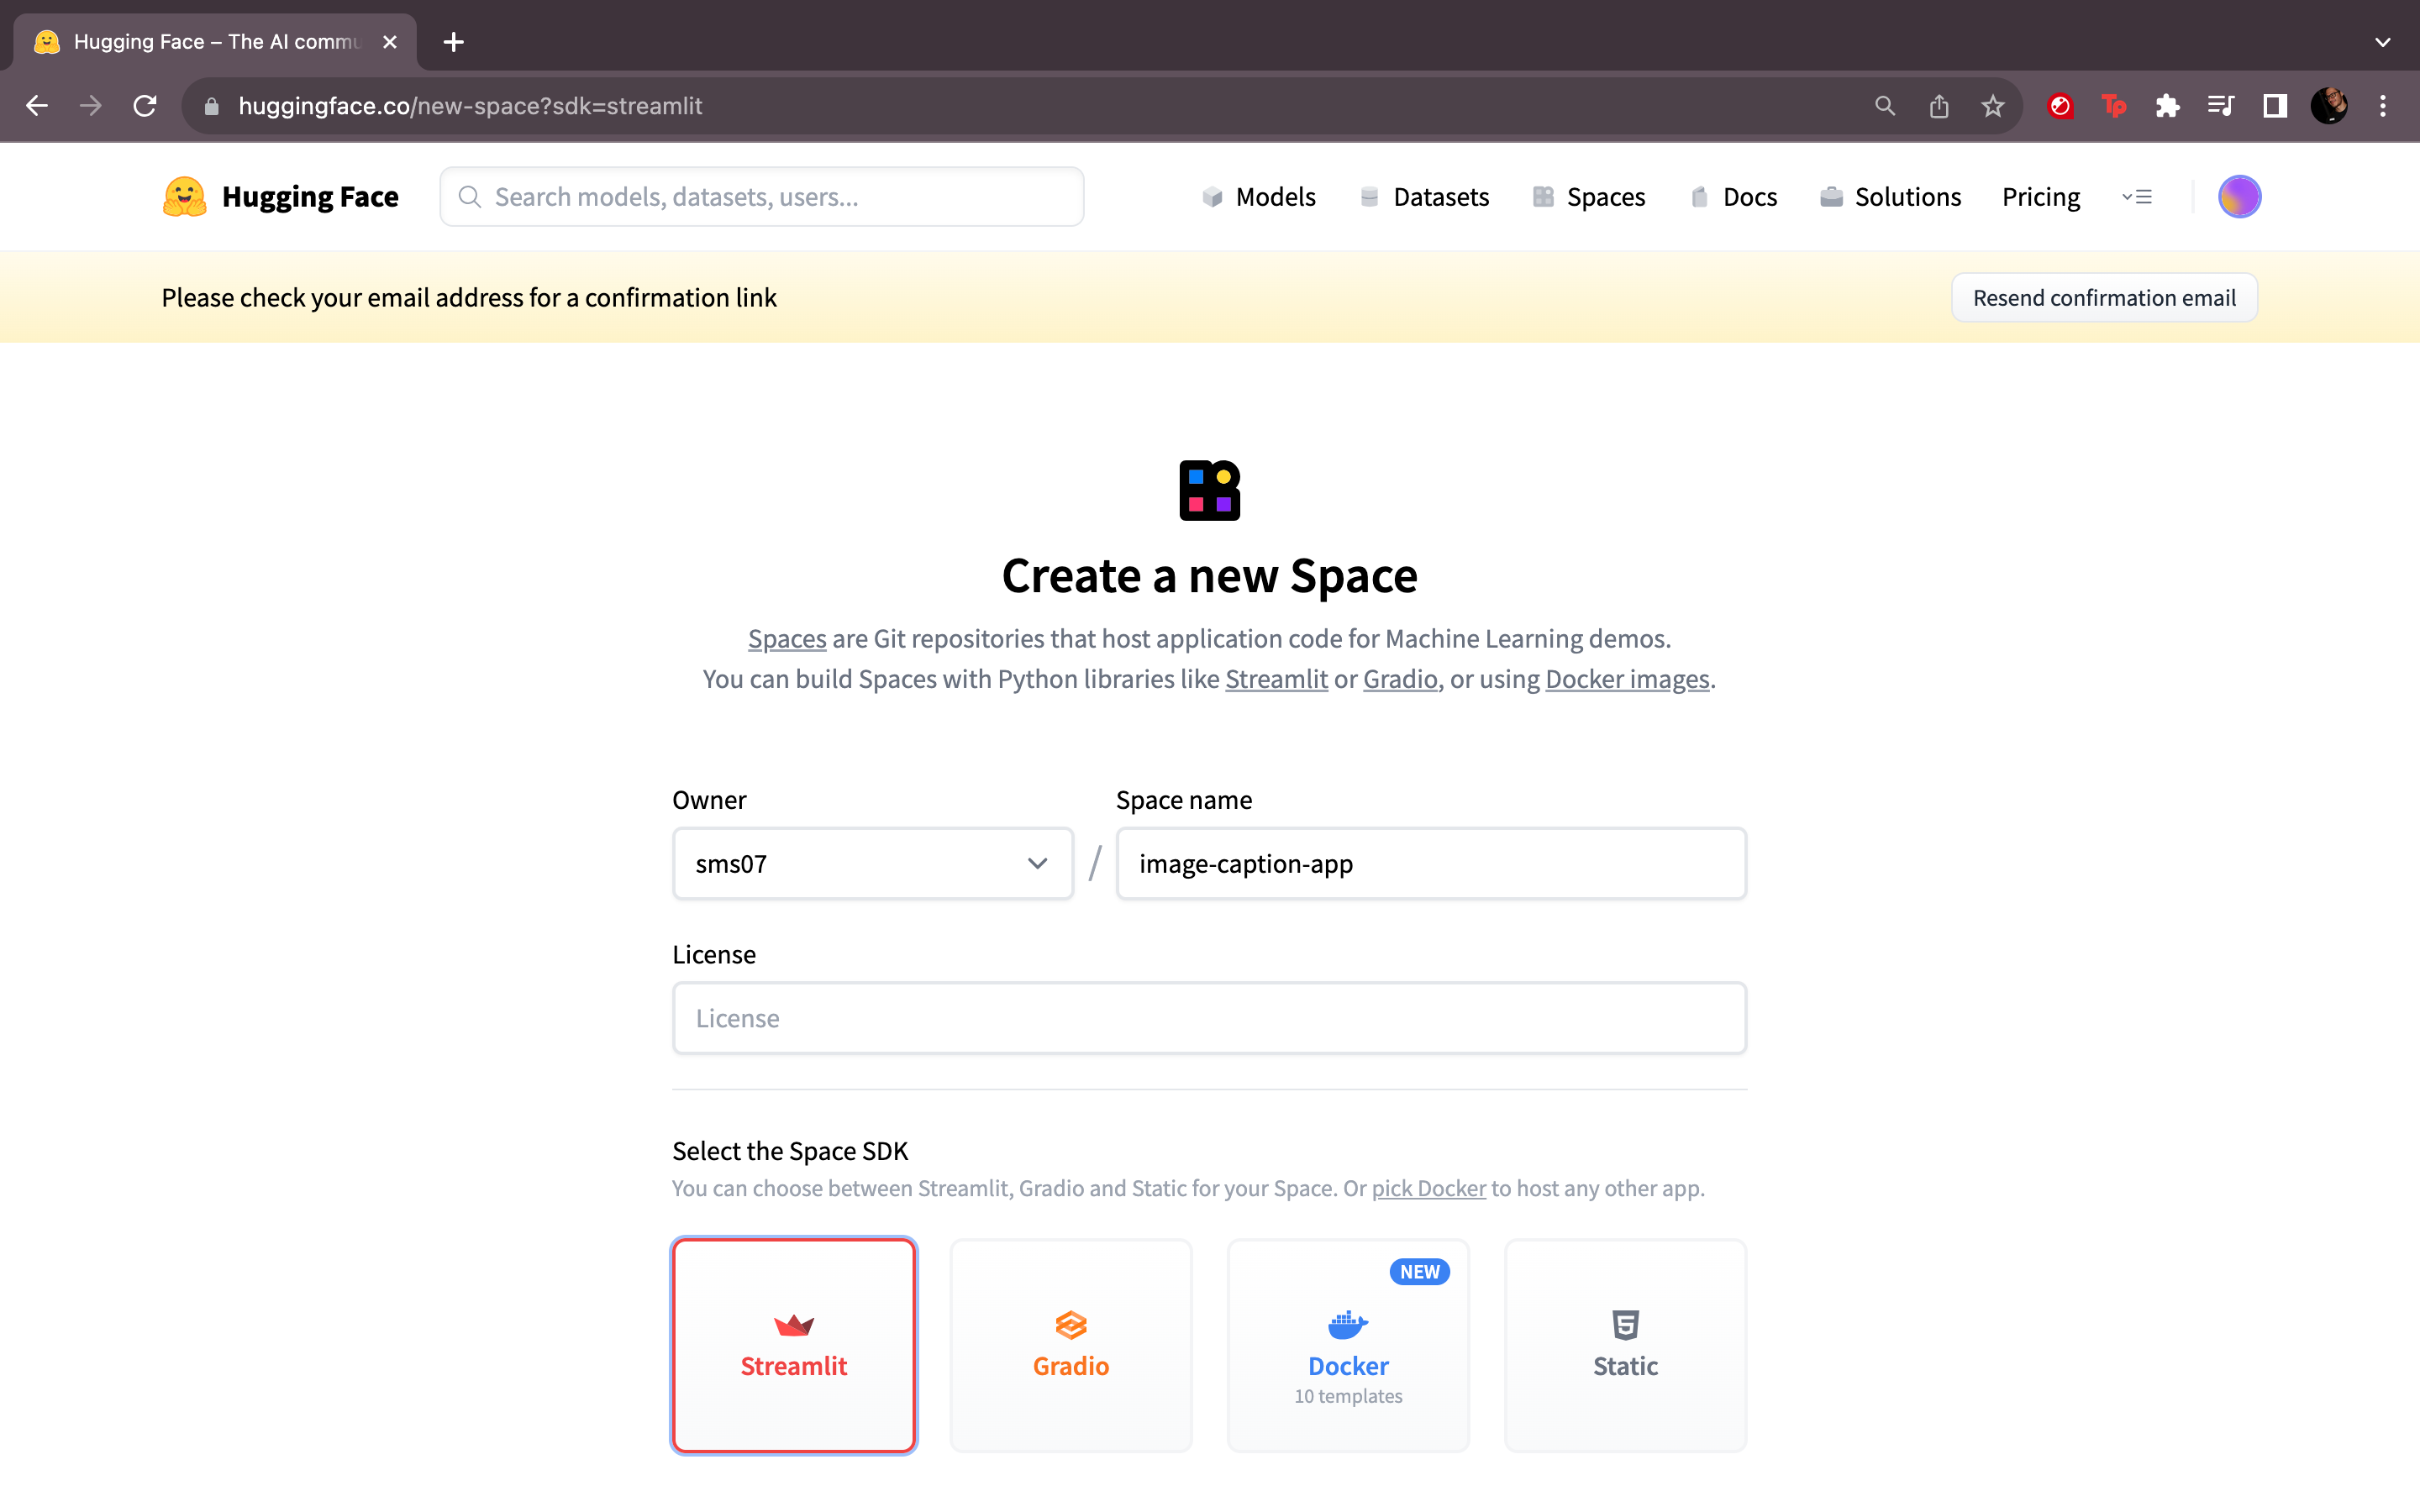 Hugging Face – The AI commu
huggingface.co/new-space?sdk=streamlit
Tp
Hugging Face
Search models, datasets, users...
Models
Datasets
Spaces
Docs
Solutions
Pricing
Please check your email address for a confirmation link
Resend confirmation email
Create a new Space
Spaces are Git repositories that host application code for Machine Learning demos.
You can build Spaces with Python libraries like Streamlit or Gradio, or using Docker images.
Owner
Space name
sms07
/
image-caption-app
License
License
Select the Space SDK
You can choose between Streamlit, Gradio and Static for your Space. Or pick Docker to host any other app.
Streamlit
Gradio
NEW
Docker
10 templates
Static